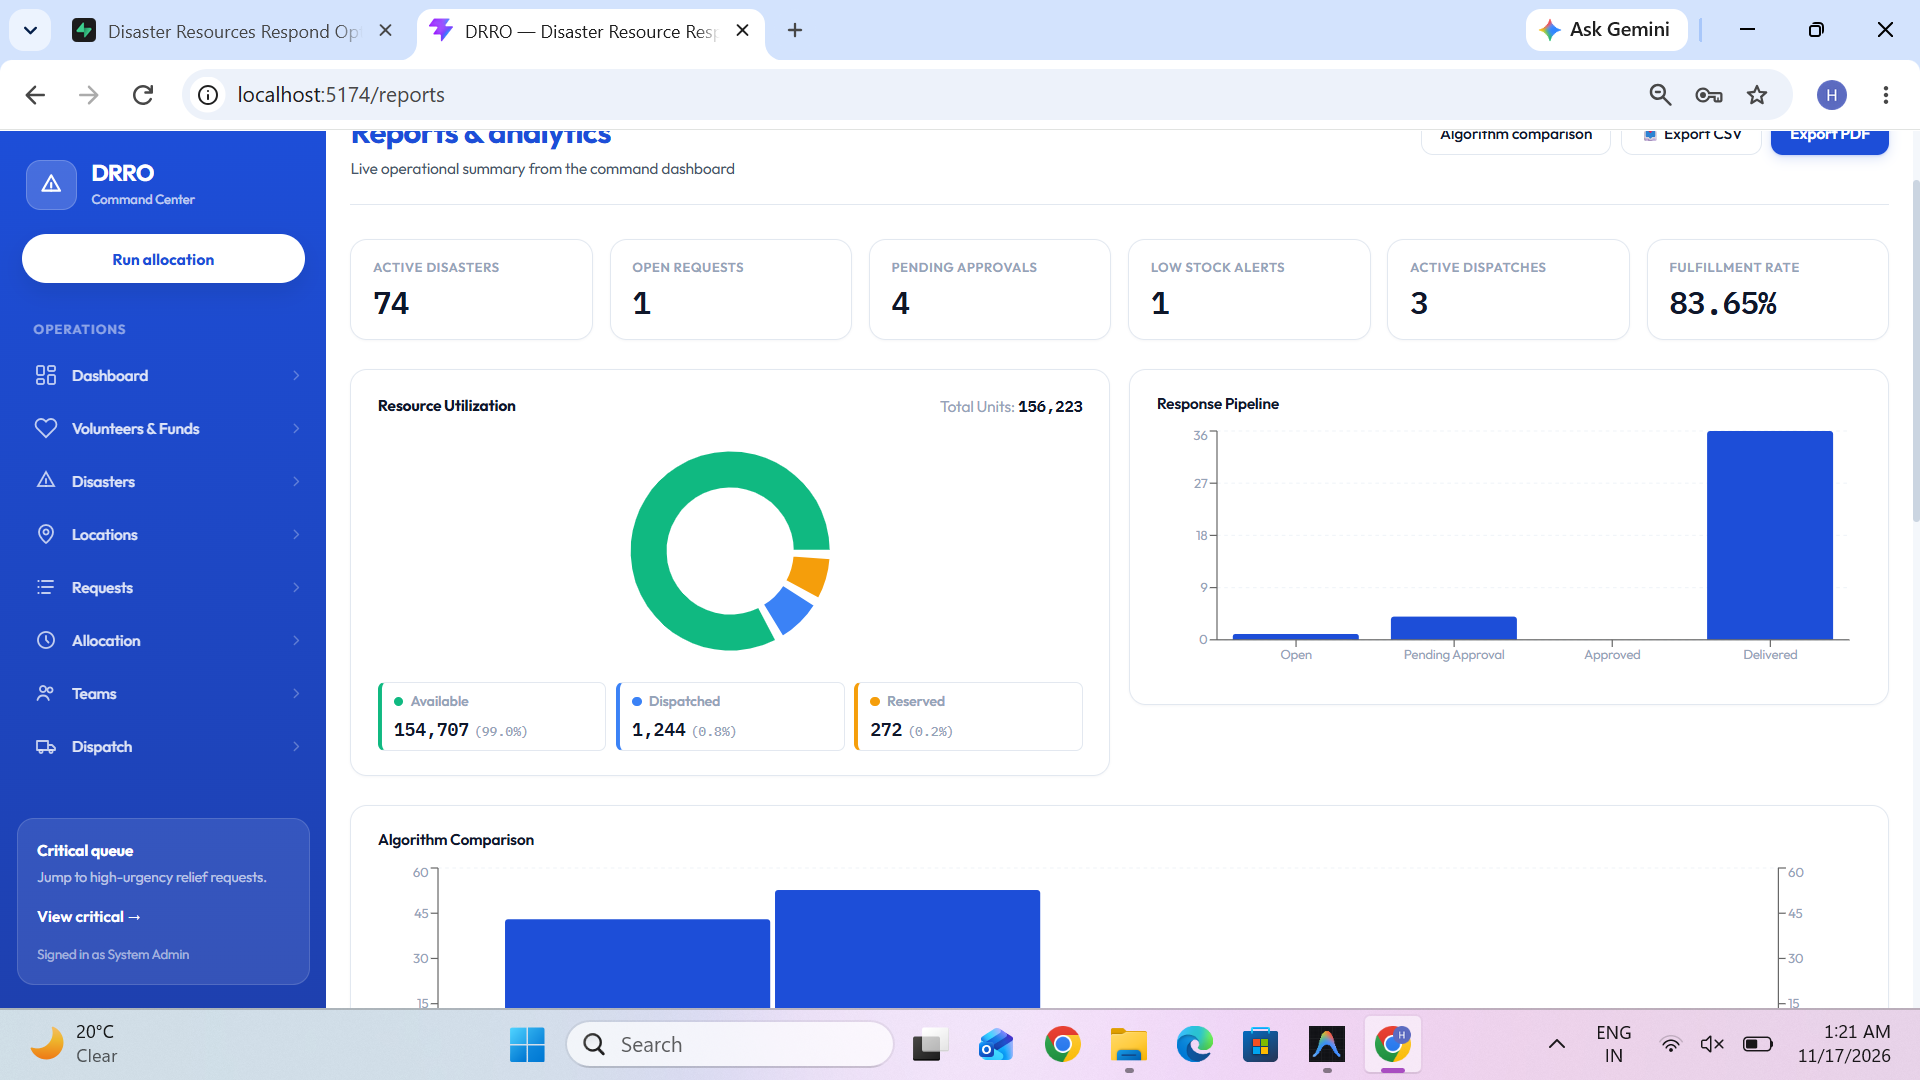 Disaster Resources Respond Op
DRRO — Disaster Resource Resp
Ask Gemini
localhost:5174/reports
H
DRRO
Command Center
Run allocation
OPERATIONS
Dashboard
Volunteers & Funds
Disasters
Locations
Requests
Allocation
Teams
Dispatch
Critical queue
Jump to high-urgency relief requests.
View critical →
Signed in as System Admin
Reports & analytics
Live operational summary from the command dashboard
Algorithm comparison
Export CSV
Export PDF
ACTIVE DISASTERS
74
OPEN REQUESTS
1
PENDING APPROVALS
4
LOW STOCK ALERTS
1
ACTIVE DISPATCHES
3
FULFILLMENT RATE
83.65%
Resource Utilization
Total Units: 156,223
Available
154,707 (99.0%)
Dispatched
1,244 (0.8%)
Reserved
272 (0.2%)
Response Pipeline
36
27
18
9
0
Open Pending Approval Approved Delivered
Algorithm Comparison
60
45
30
15
60
45
30
15
20°C
Clear
Search
H
ENG
IN
1:21 AM
11/17/2026